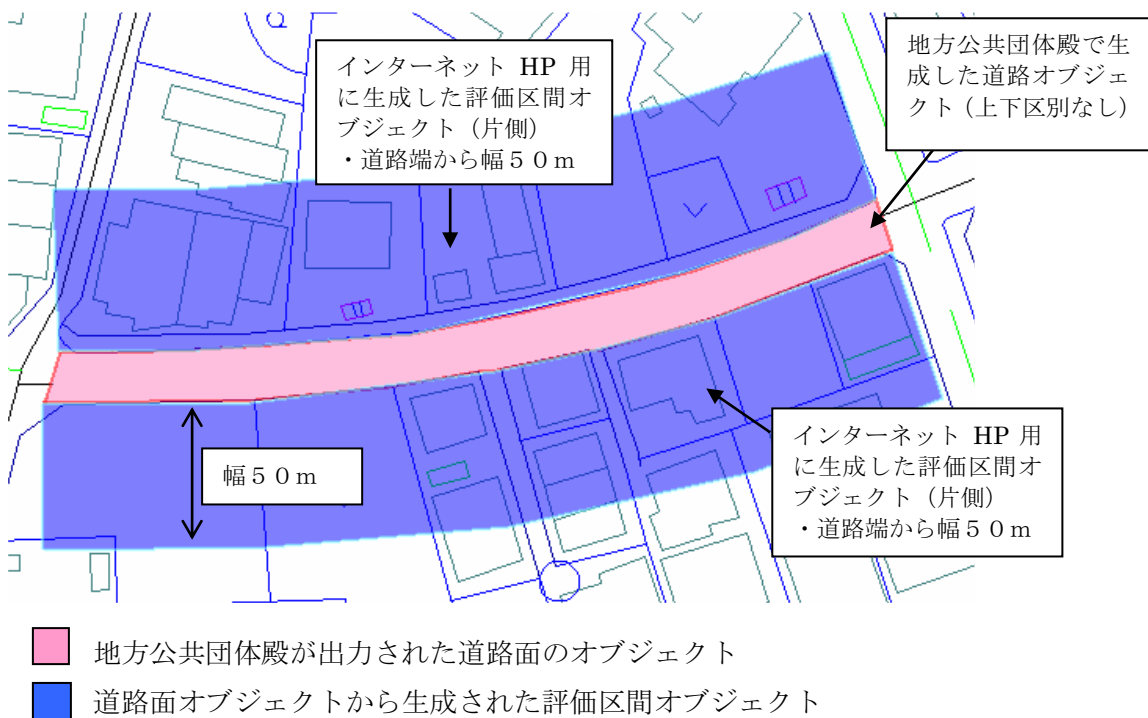 インターネット HP 用
に生成した評価区間オ
ブジェクト（片側）
・道路端から幅５０ｍ
地方公共団体殿で生
成した道路オブジェ
クト（上下区別なし）
幅５０ｍ
インターネット HP 用
に生成した評価区間オ
ブジェクト（片側）
・道路端から幅５０ｍ
地方公共団体殿が出力された道路面のオブジェクト
道路面オブジェクトから生成された評価区間オブジェクト